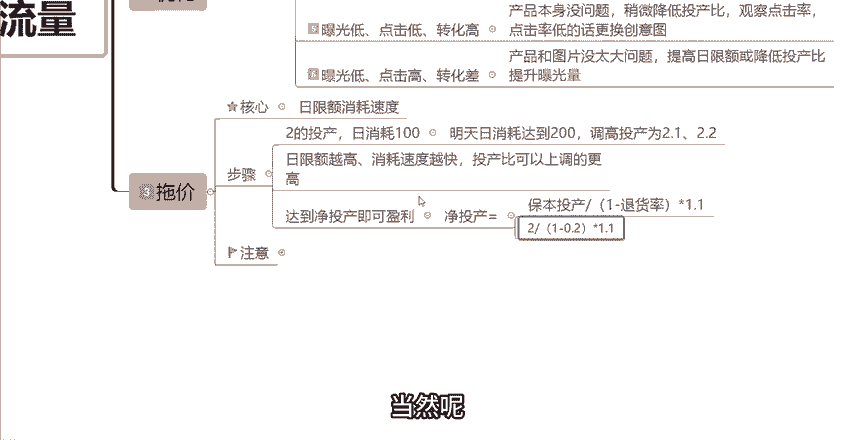 流量
产品本身没问题，稍微降低投产比，观察点击率，
曝光低、点击低、转化高
点击率低的话更换创意图
产品和图片没太大问题，提高日限额或降低投产比
曝光低、点击高、转化差
提升曝光量
核心
日限额消耗速度
2的投产，日消耗100
明天日消耗达到200，调高投产为2.1、2.2
日限额越高、消耗速度越快，投产比可以上调的更
高
步骤
3拖价
达到净投产即可盈利
净投产=
保本投产/（1-退货率）*1.1
2/（1-0.2）*1.1
注意
当然呢